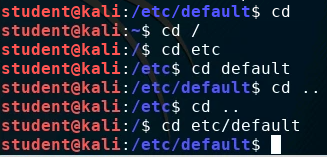 student@kali:/etc/default$ cd
student@kali:~$ cd /
student@kali:/$ cd etc
student@kali:/etc$ cd default
student@kali:/etc/default$ cd ..
student@kali:/etc$ cd ..
student@kali:/$ cd etc/default
student@kali:/etc/default$